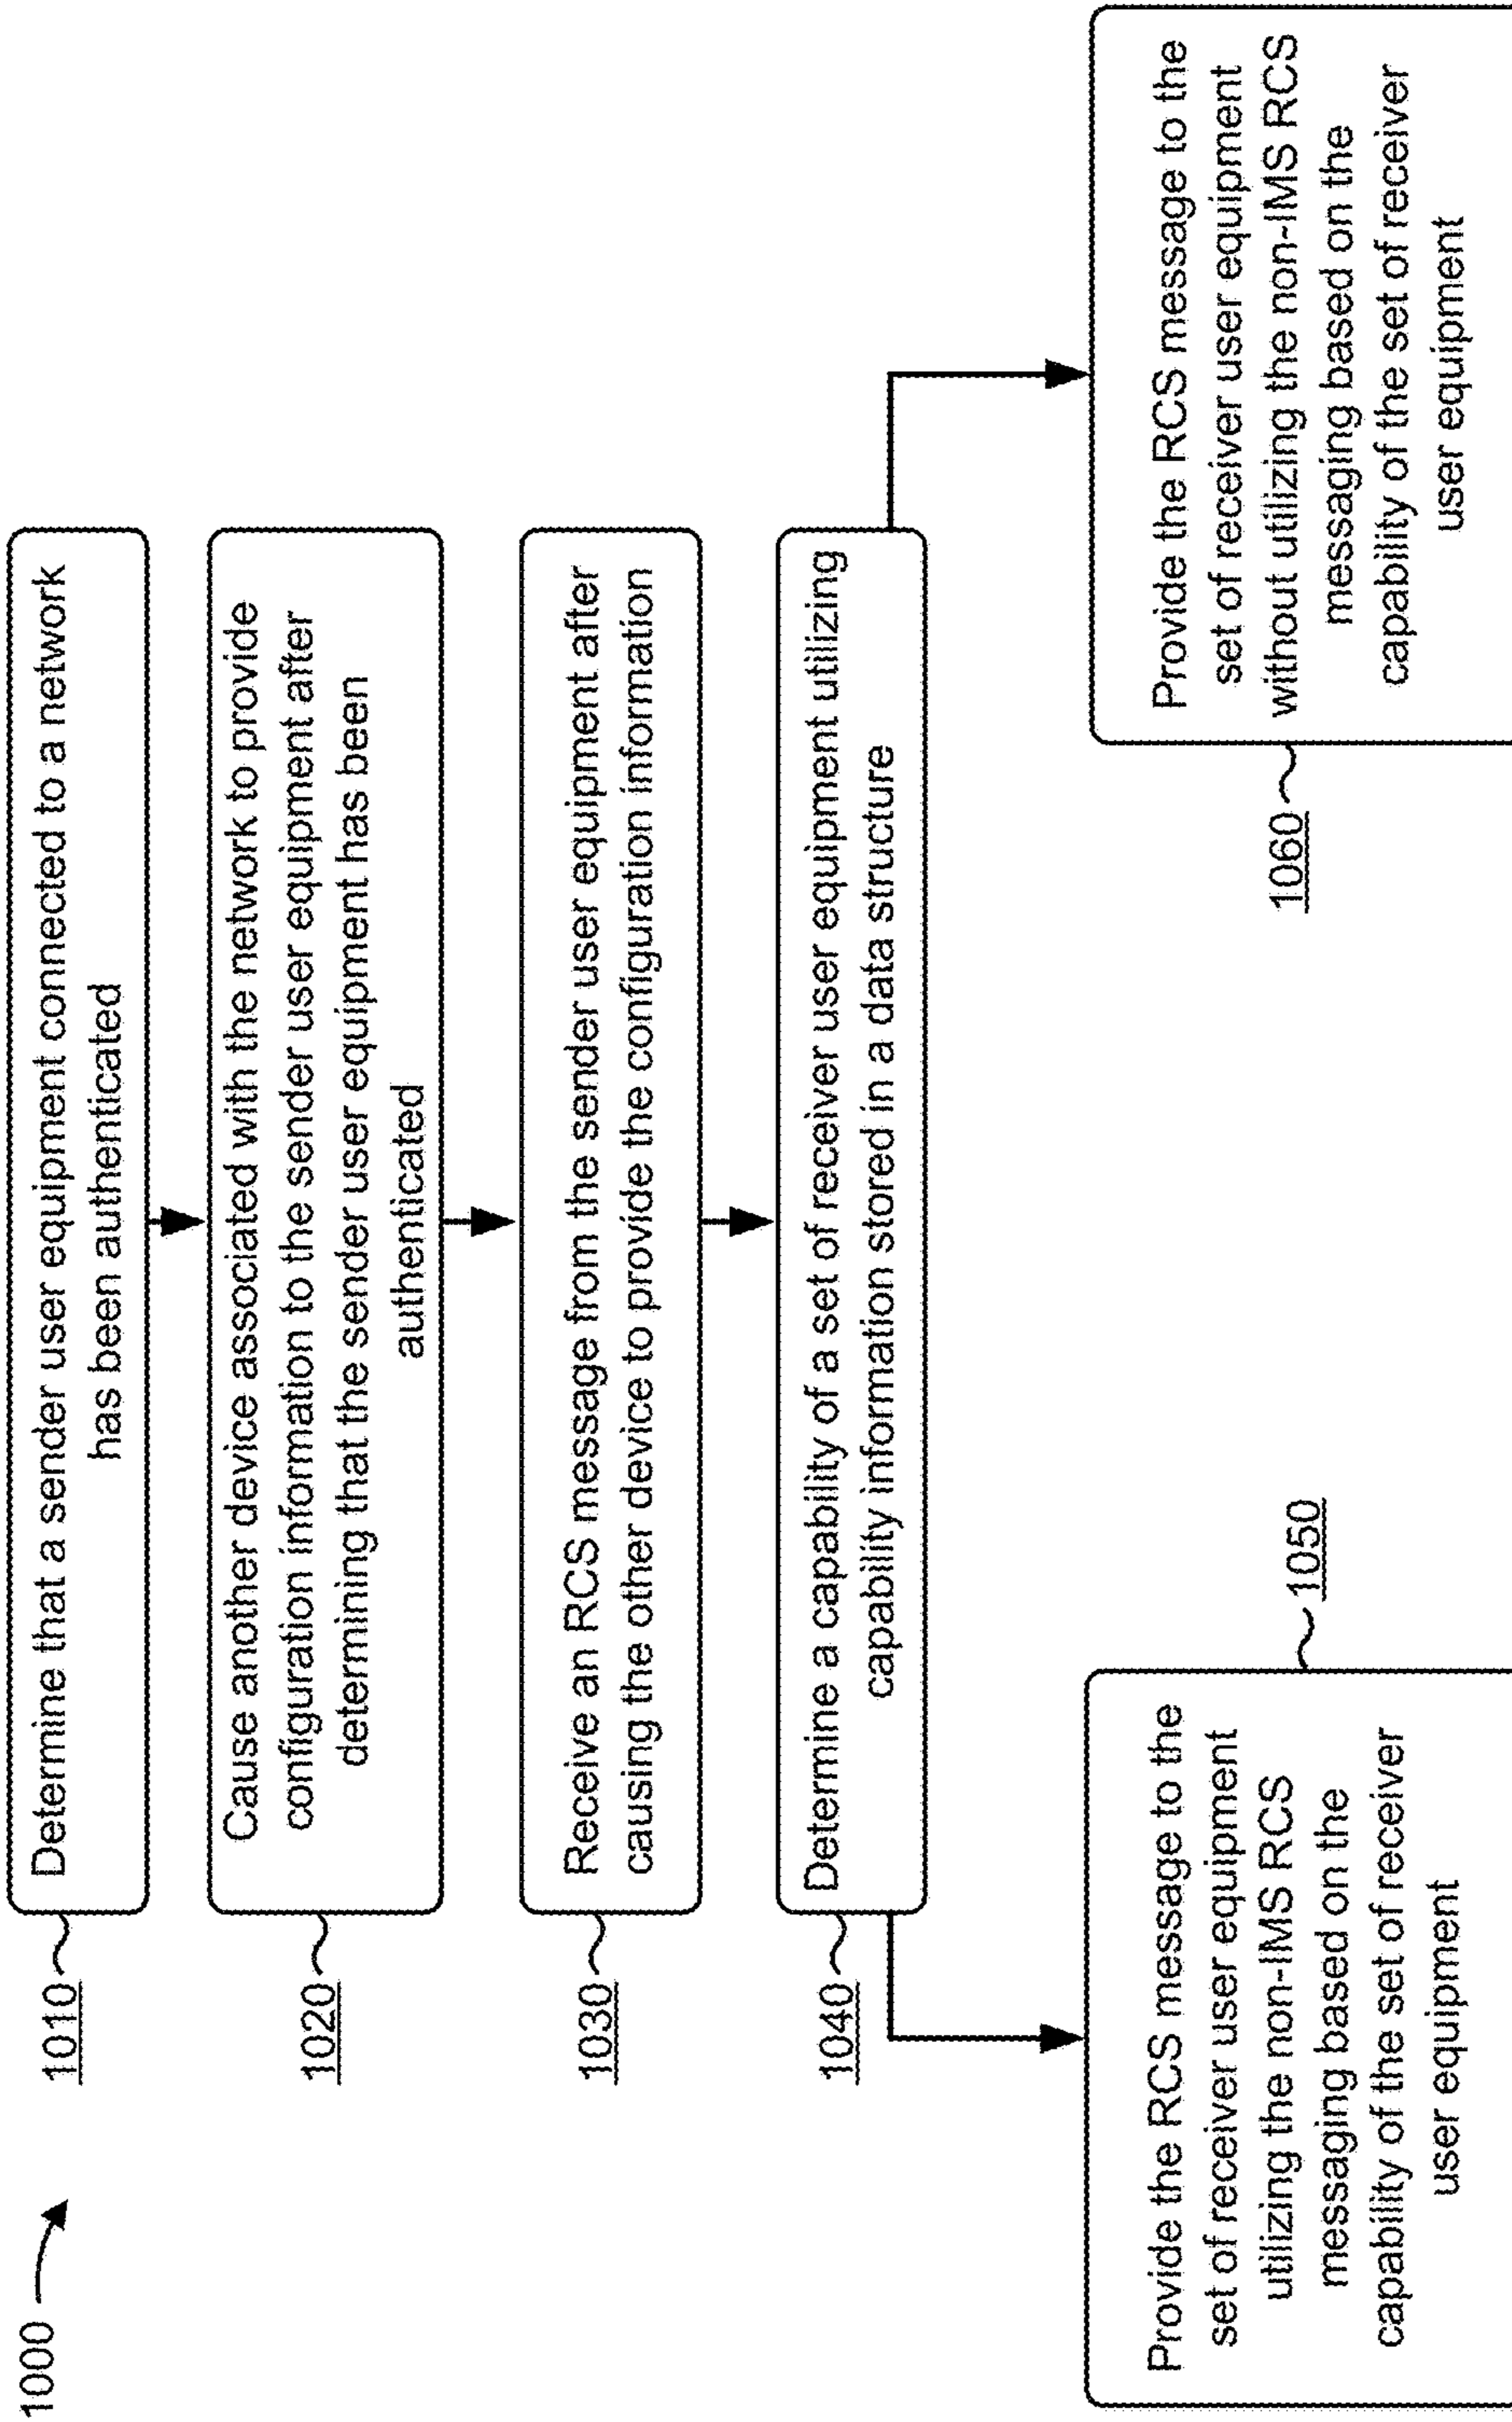 1000
1010
Determine that a sender user equipment connected to a network
has been authenticated
1020
Cause another device associated with the network to provide
configuration information to the sender user equipment after
determining that the sender user equipment has been
authenticated
1030
Receive an RCS message from the sender user equipment after
causing the other device to provide the configuration information
1040
Determine a capability of a set of receiver user equipment utilizing
capability information stored in a data structure
Provide the RCS message to the
set of receiver user equipment
utilizing the non-IMS RCS
messaging based on the
capability of the set of receiver
user equipment
1050
1060
Provide the RCS message to the
set of receiver user equipment
without utilizing the non-IMS RCS
messaging based on the
capability of the set of receiver
user equipment